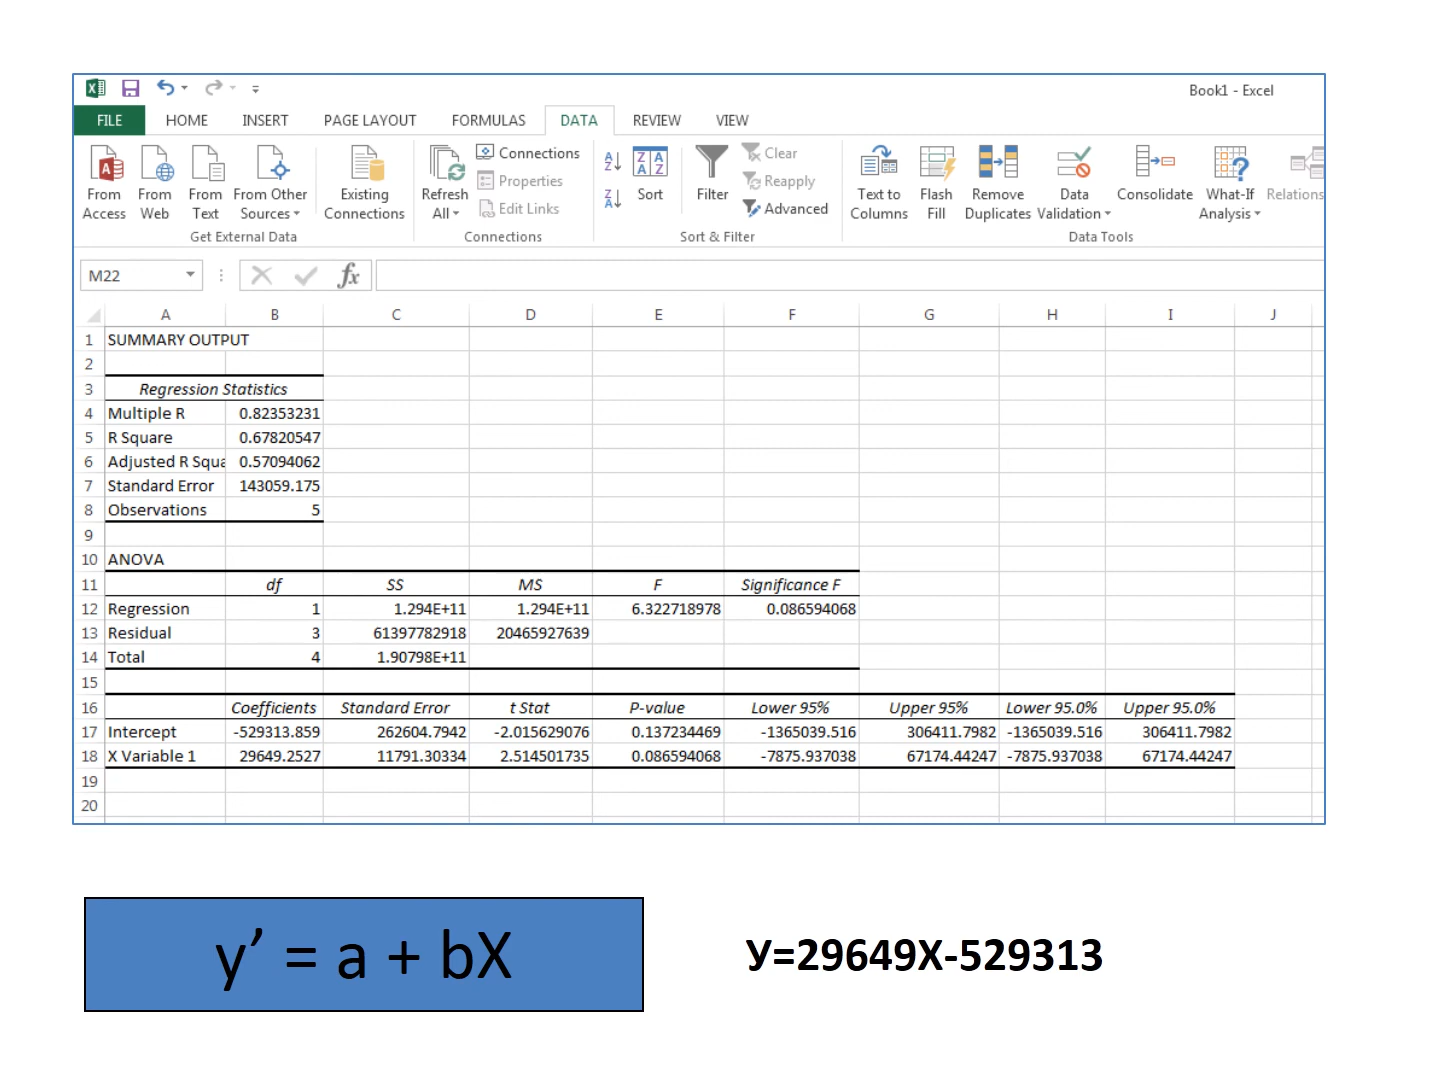 Book1 - Excel
FILE HOME INSERT PAGE LAYOUT FORMULAS DATA REVIEW VIEW
From Access
From Web
From Text
From Other Sources
Existing Connections
Get External Data
Refresh All
Connections
Properties
Edit Links
Connections
Sort
Filter
Clear
Reapply
Advanced
Sort & Filter
Text to Columns
Flash Fill
Remove Duplicates
Data Validation
Consolidate
What-If Analysis
Relations
Data Tools
M22 fx
A B C D E F G H I J
1 SUMMARY OUTPUT
2
3 Regression Statistics
4 Multiple R 0.82353231
5 R Square 0.67820547
6 Adjusted R Squa 0.57094062
7 Standard Error 143059.175
8 Observations 5
9
10 ANOVA
11 df SS MS F Significance F
12 Regression 1 1.294E+11 1.294E+11 6.322718978 0.086594068
13 Residual 3 61397782918 20465927639
14 Total 4 1.90798E+11
15
16 Coefficients Standard Error t Stat P-value Lower 95% Upper 95% Lower 95.0% Upper 95.0%
17 Intercept -529313.859 262604.7942 -2.015629076 0.137234469 -1365039.516 306411.7982 -1365039.516 306411.7982
18 X Variable 1 29649.2527 11791.30334 2.514501735 0.086594068 -7875.937038 67174.44247 -7875.937038 67174.44247
19
20
y’ = a + bX
У=29649X-529313